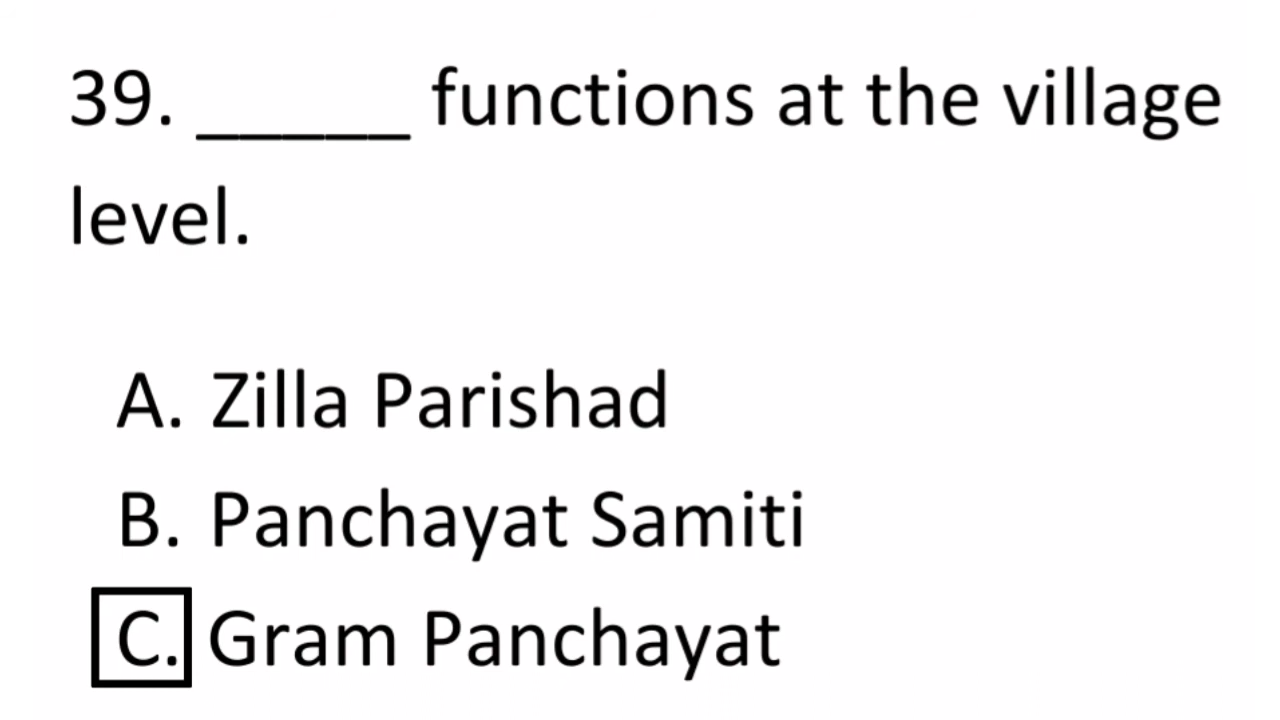 39. _____ functions at the village
level.
A. Zilla Parishad
B. Panchayat Samiti
C. Gram Panchayat